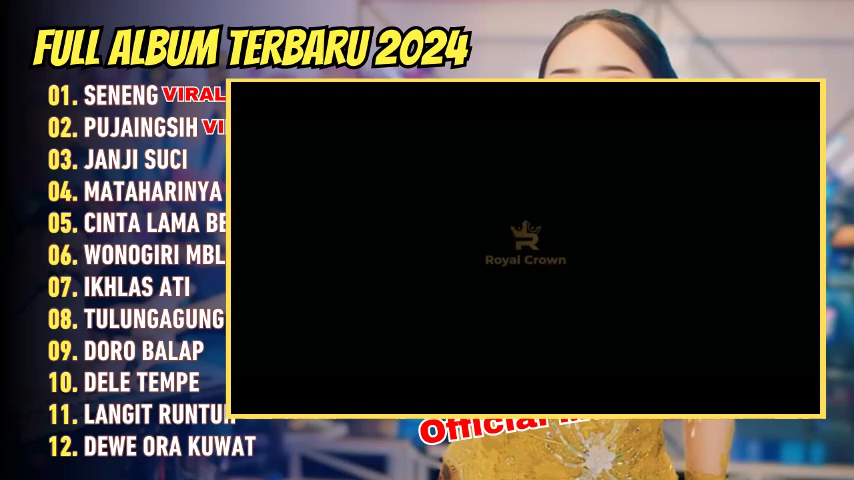 FULL ALBUM TERBARU 2024
01. SENENG VIRAL
02. PUJAINGSIH
03. JANJI SUCI
04. MATAHARINYA
05. CINTA LAMA
06. WONOGIRI
07. IKHLAS ATI
08. TULUNGAGUNG
09. DORO BALAP
10. DELE TEMPE
11. LANGIT
12. DEWE ORA KUWAT
R
Royal Crown
Official